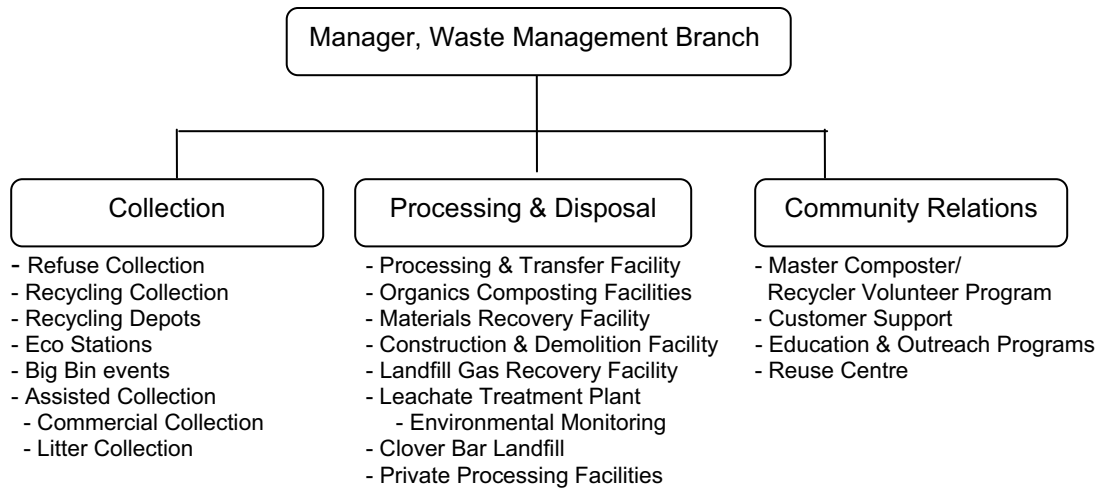 Manager, Waste Management Branch
Collection
- Refuse Collection
- Recycling Collection
- Recycling Depots
- Eco Stations
- Big Bin events
- Assisted Collection
- Commercial Collection
- Litter Collection
Processing & Disposal
- Processing & Transfer Facility
- Organics Composting Facilities
- Materials Recovery Facility
- Construction & Demolition Facility
- Landfill Gas Recovery Facility
- Leachate Treatment Plant
- Environmental Monitoring
- Clover Bar Landfill
- Private Processing Facilities
Community Relations
- Master Composter/
Recycler Volunteer Program
- Customer Support
- Education & Outreach Programs
- Reuse Centre